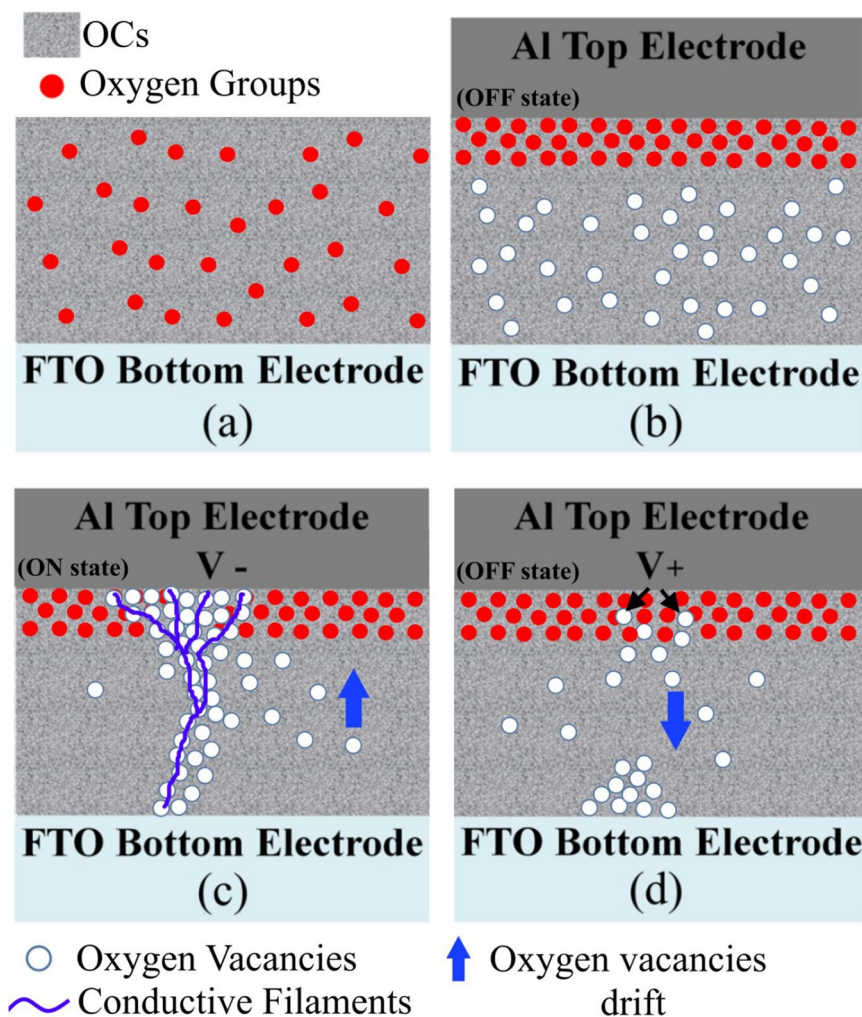 OCs
Oxygen Groups
FTO Bottom Electrode
(a)
Al Top Electrode
(OFF state)
FTO Bottom Electrode
(b)
Al Top Electrode
(ON state) V -
FTO Bottom Electrode
(c)
Al Top Electrode
(OFF state) V+
FTO Bottom Electrode
(d)
Oxygen Vacancies
Conductive Filaments
Oxygen vacancies
drift